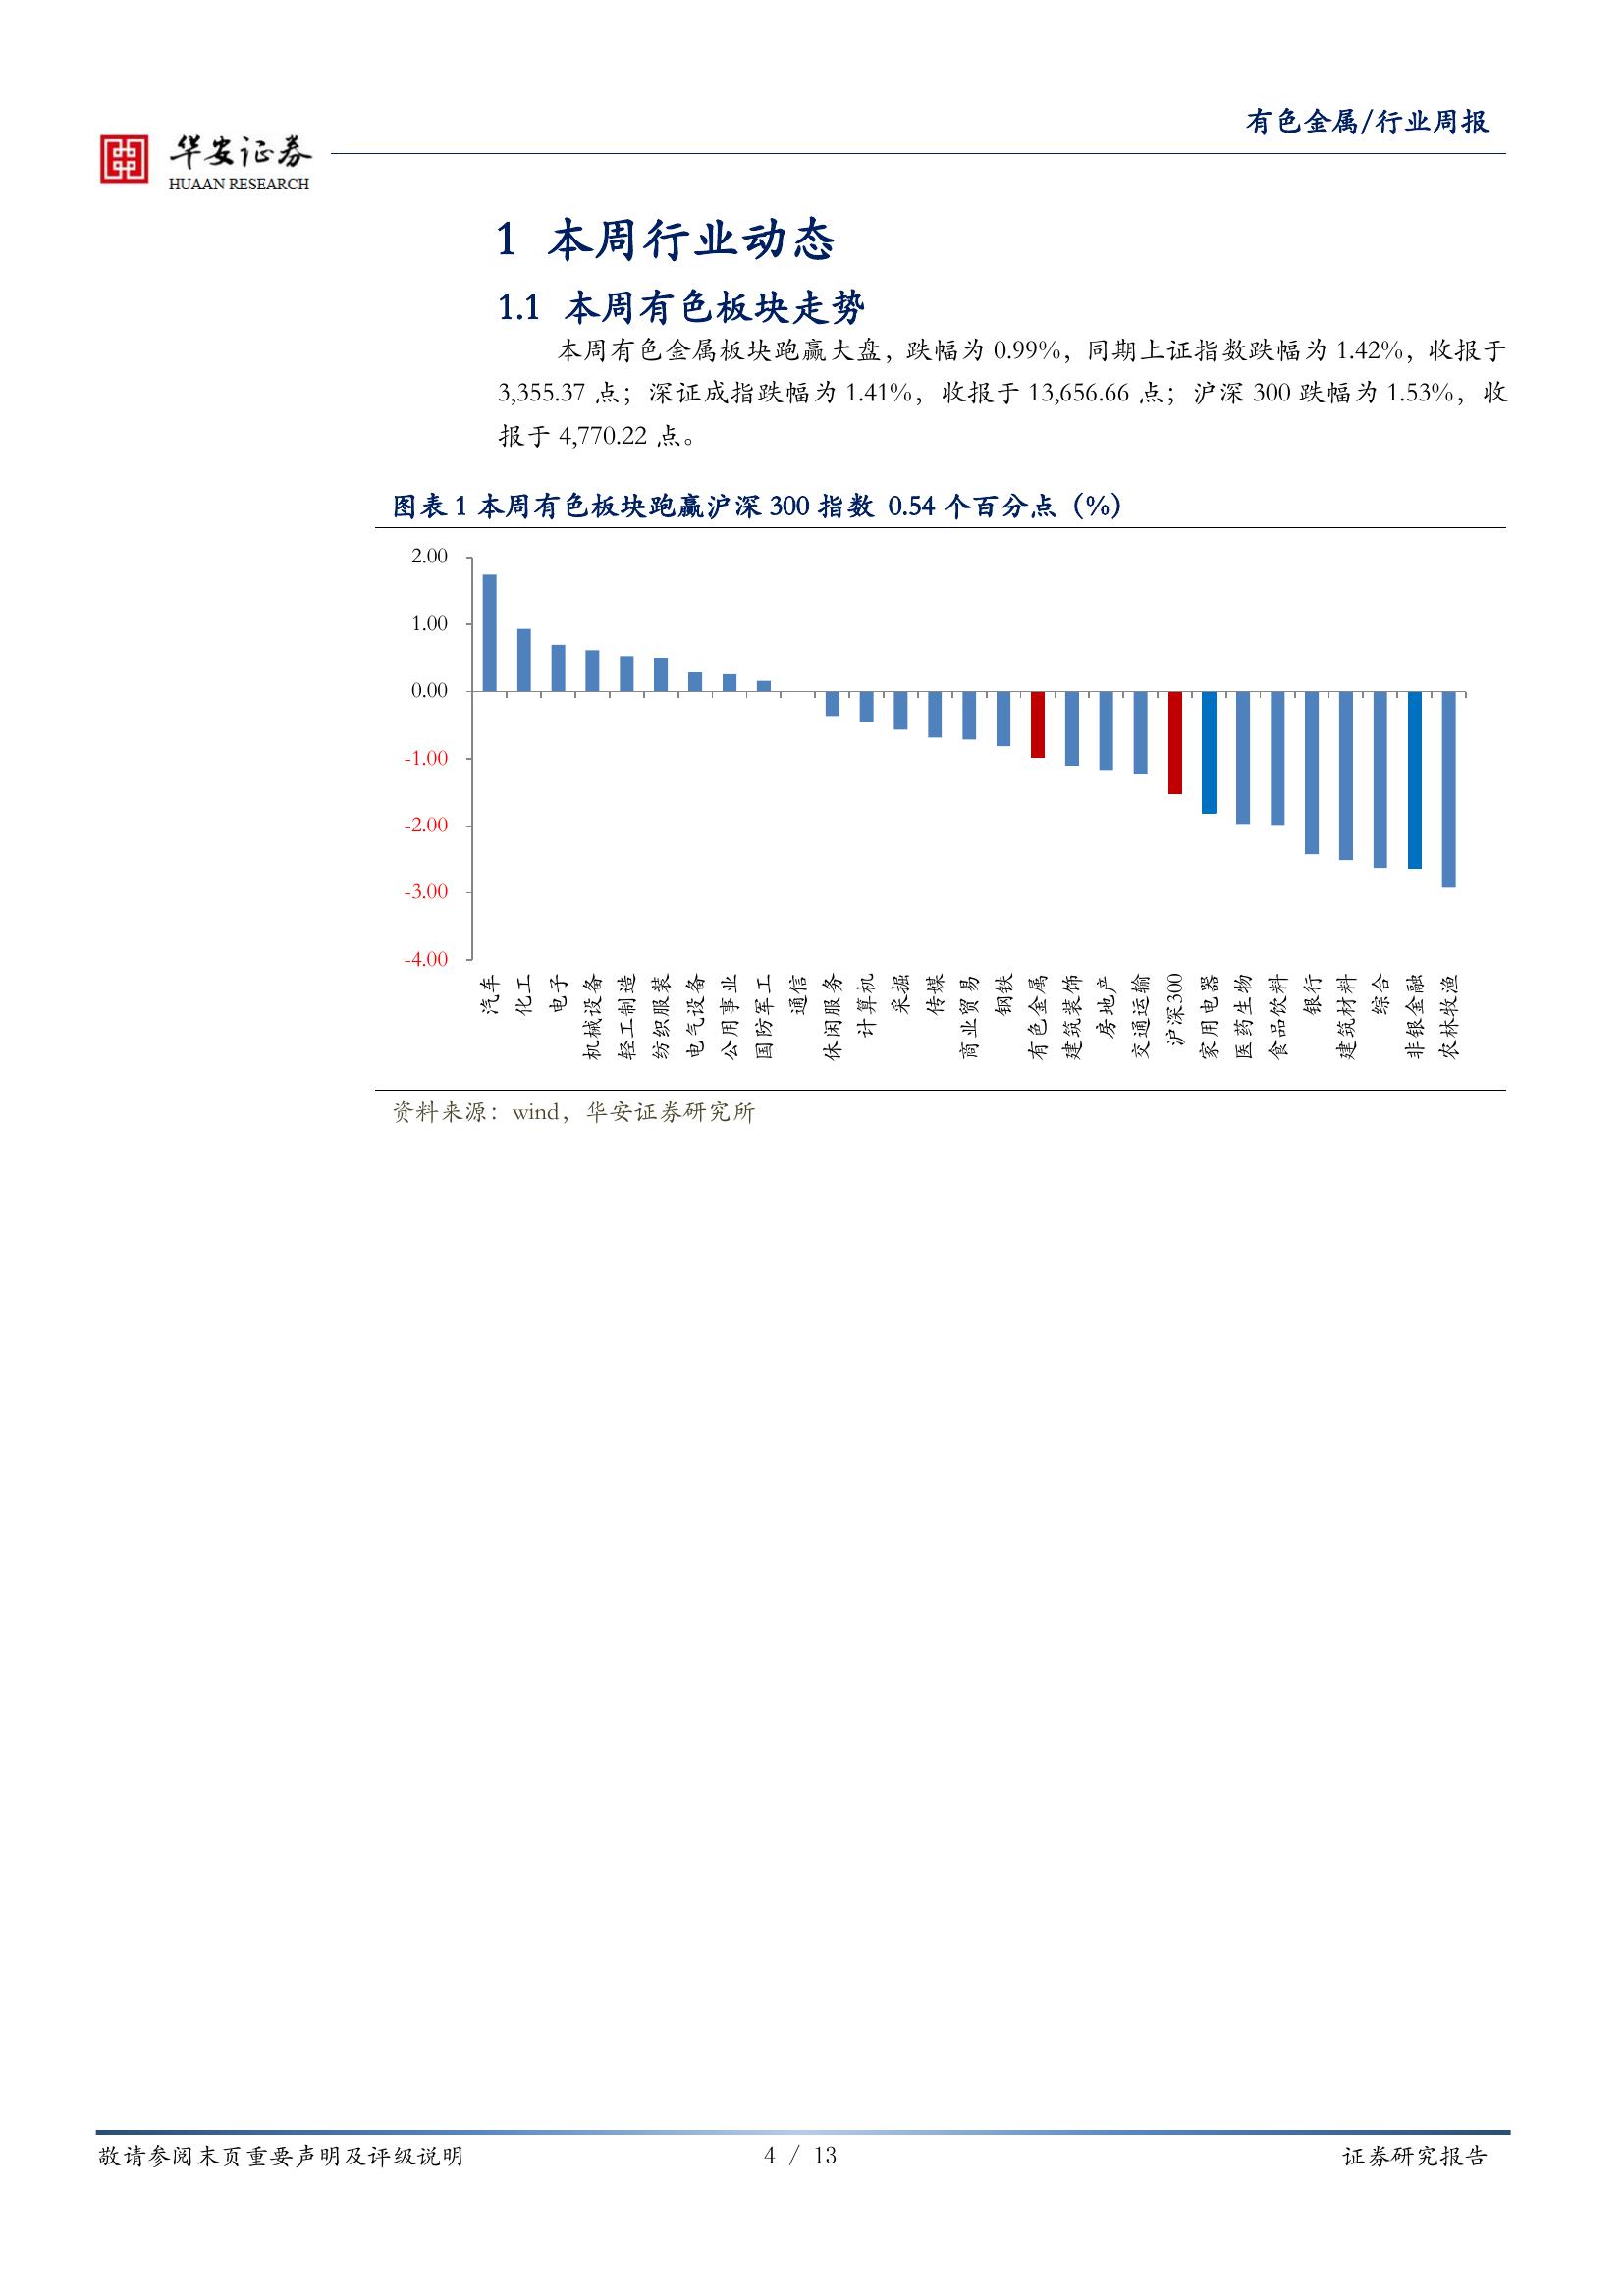 有色金属/行业周报
华安证券
HUAAN RESEARCH
1 本周行业动态
1.1 本周有色板块走势
本周有色金属板块跑赢大盘，跌幅为 0.99%，同期上证指数跌幅为 1.42%，收报于
3,355.37 点；深证成指跌幅为 1.41%，收报于 13,656.66 点；沪深 300 跌幅为 1.53%，收
报于 4,770.22 点。
图表 1 本周有色板块跑赢沪深 300 指数 0.54 个百分点（%）
2.00
1.00
0.00
-1.00
-2.00
-3.00
-4.00
汽车
化工
电子
机械设备
轻工制造
纺织服装
电气设备
公用事业
国防军工
通信
休闲服务
计算机
采掘
传媒
商业贸易
钢铁
有色金属
建筑装饰
房地产
交通运输
沪深300
家用电器
医药生物
食品饮料
银行
建筑材料
综合
非银金融
农林牧渔
资料来源：wind，华安证券研究所
敬请参阅末页重要声明及评级说明
4 / 13
证券研究报告